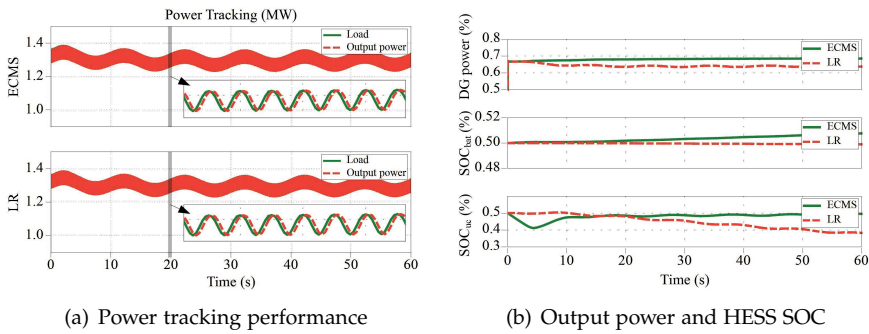 Power Tracking (MW)
ECMS
1.4
1.2
1.0
Load
Output power
LR
1.4
1.2
1.0
Load
Output power
0 10 20 30 40 50 60
Time (s)
(a) Power tracking performance
DG power (%)
0.8
0.7
0.6
0.5
ECMS
LR
SOCbat (%)
0.52
0.50
0.48
ECMS
LR
SOCuc (%)
0.5
0.4
0.3
ECMS
LR
0 10 20 30 40 50 60
Time (s)
(b) Output power and HESS SOC